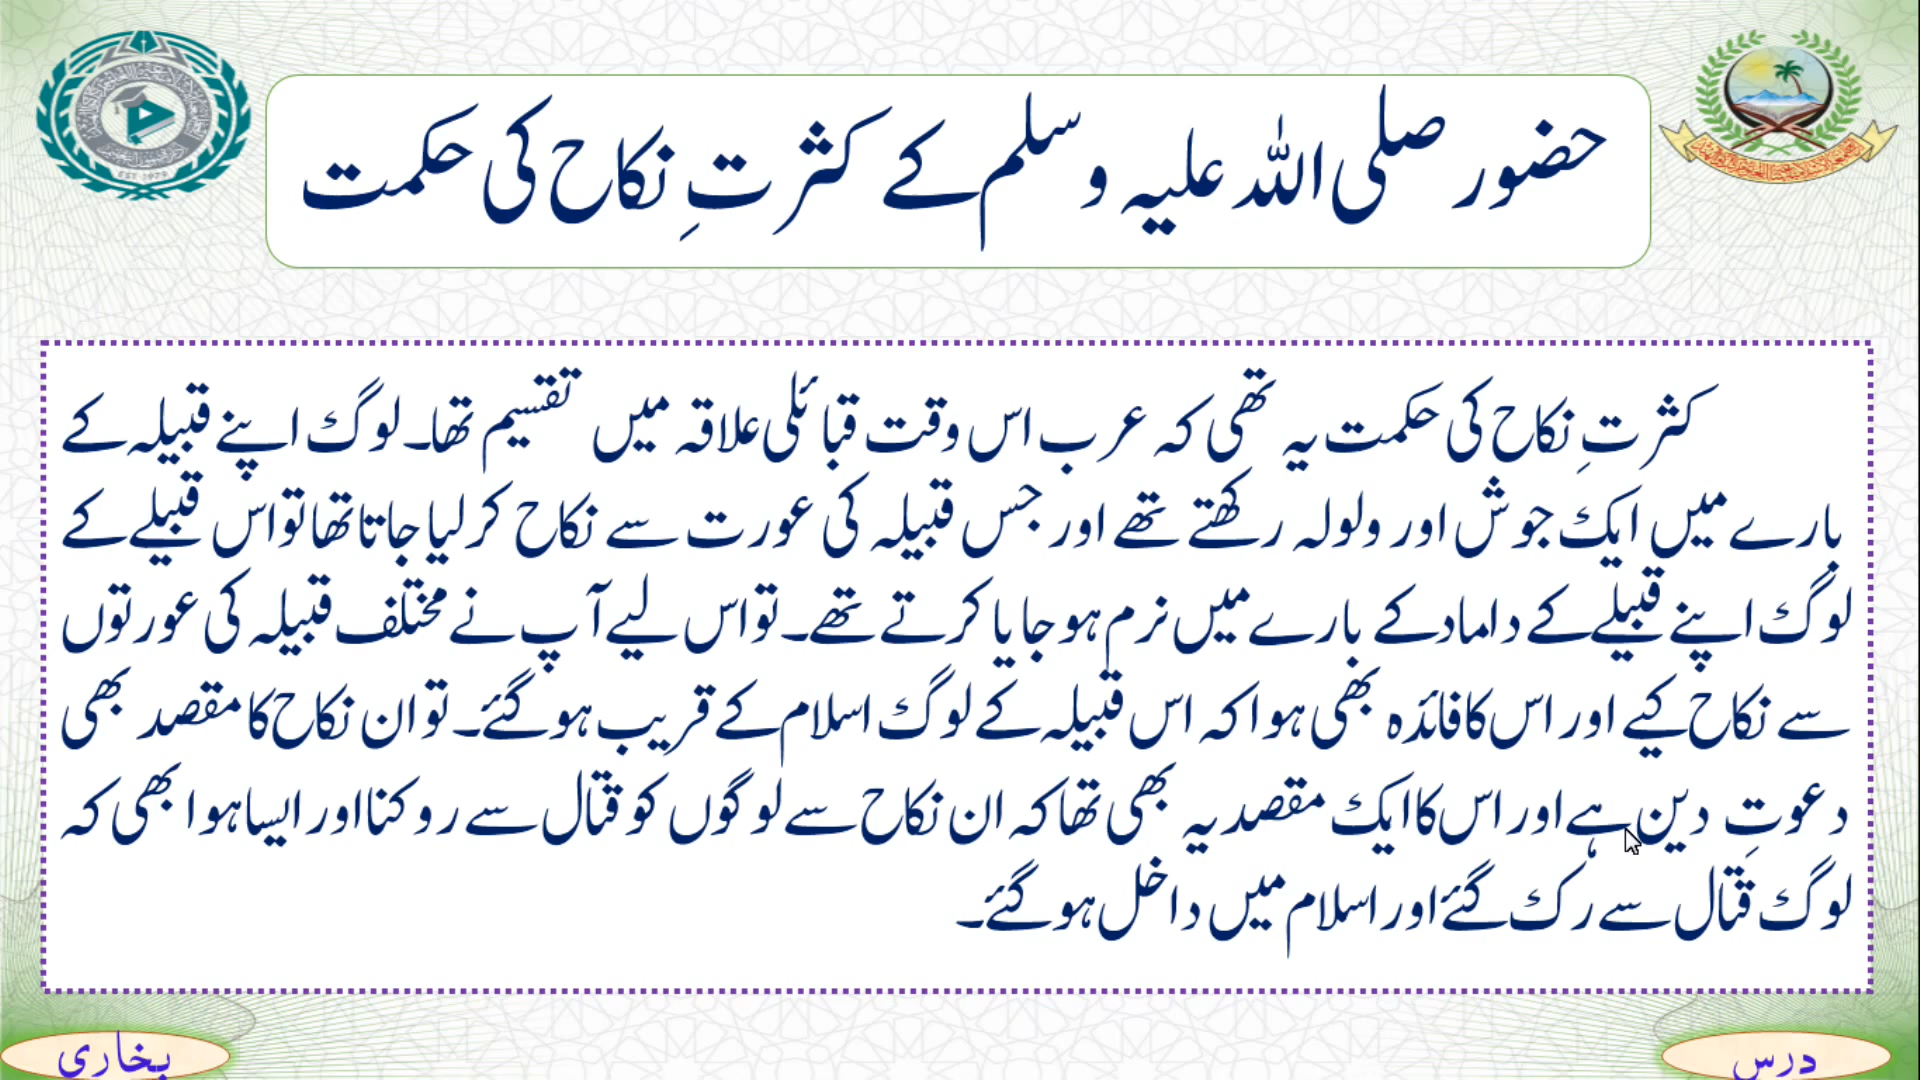 حضور صلی اللہ علیہ وسلم کے کثرتِ نکاح کی حکمت
کثرتِ نکاح کی حکمت یہ تھی کہ عرب اس وقت قبائلی علاقہ میں تقسیم تھا۔ لوگ اپنے قبیلہ کے
بارے میں ایک جوش اور ولولہ رکھتے تھے اور جس قبیلہ کی عورت سے نکاح کر لیا جاتا تھا تو اس قبیلے کے
لوگ اپنے قبیلے کے داماد کے بارے میں نرم ہو جایا کرتے تھے۔ تو اس لیے آپ نے مختلف قبیلہ کی عورتوں
سے نکاح کیے اور اس کا فائدہ بھی ہوا کہ اس قبیلہ کے لوگ اسلام کے قریب ہو گئے۔ تو ان نکاح کا مقصد بھی
دعوتِ دین ہے اور اس کا ایک مقصد یہ بھی تھا کہ ان نکاح سے لوگوں کو قتال سے روکنا اور ایسا ہوا بھی کہ
لوگ قتال سے رک گئے اور اسلام میں داخل ہو گئے۔
درس
بخاری
EST 1979